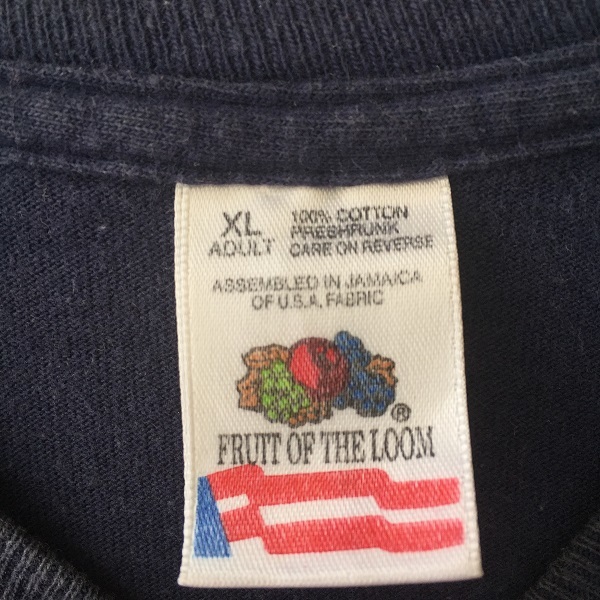 XL
ADULT
100% COTTON
PRESHRUNK
CARE ON REVERSE
ASSEMBLED IN JAMAICA
OF U.S.A. FABRIC
®
FRUIT OF THE LOOM